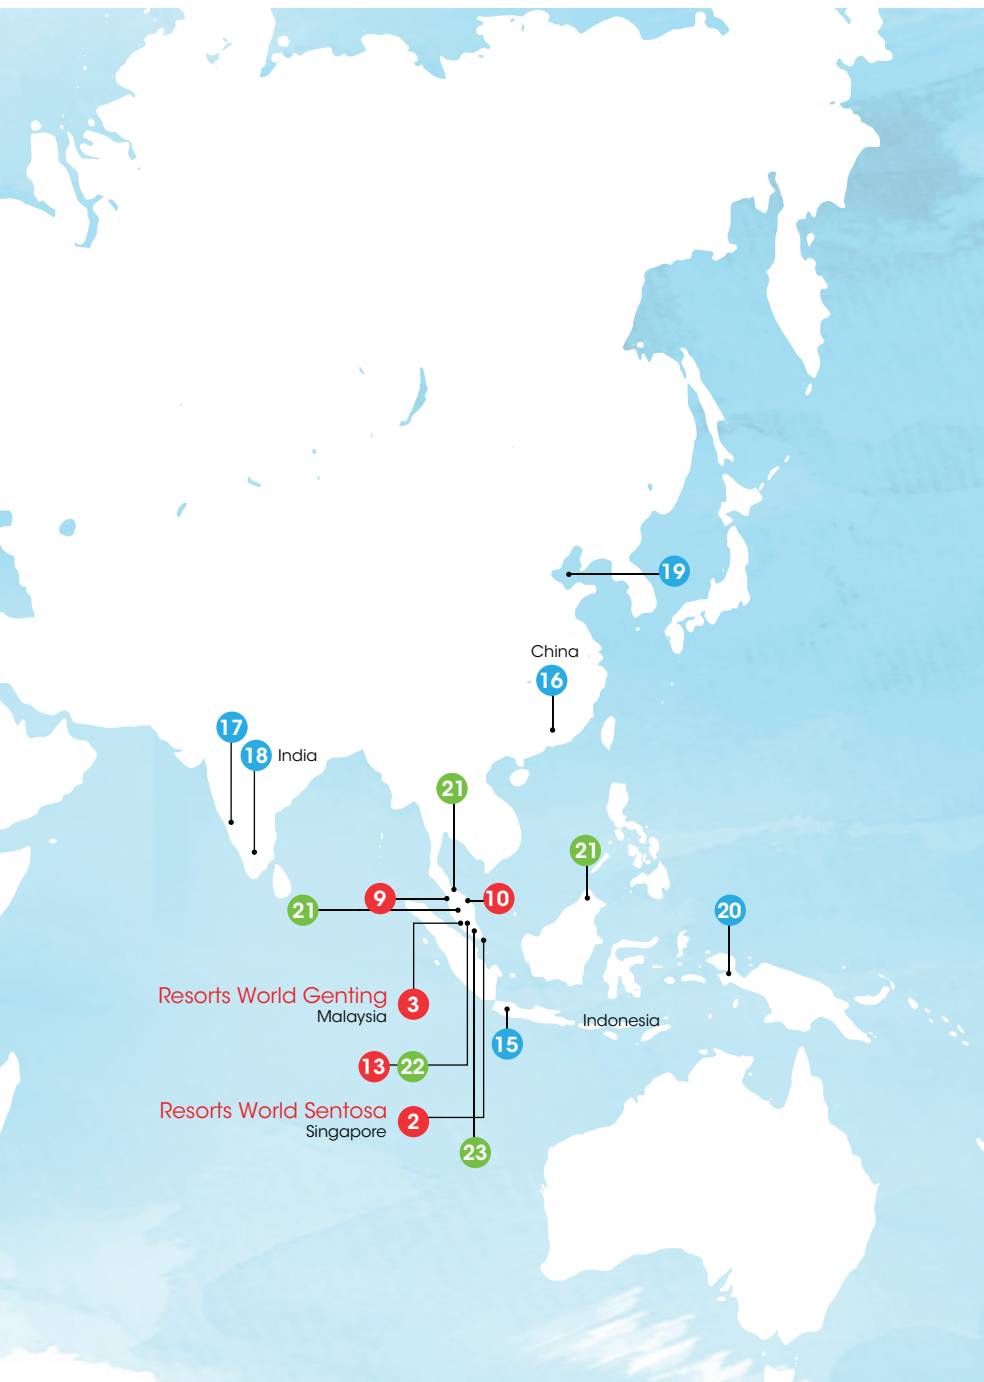 19
China
16
17
18 India
21
21
9
10
21
20
Resorts World Genting
Malaysia
3
Indonesia
15
13 22
Resorts World Sentosa
Singapore
2
23